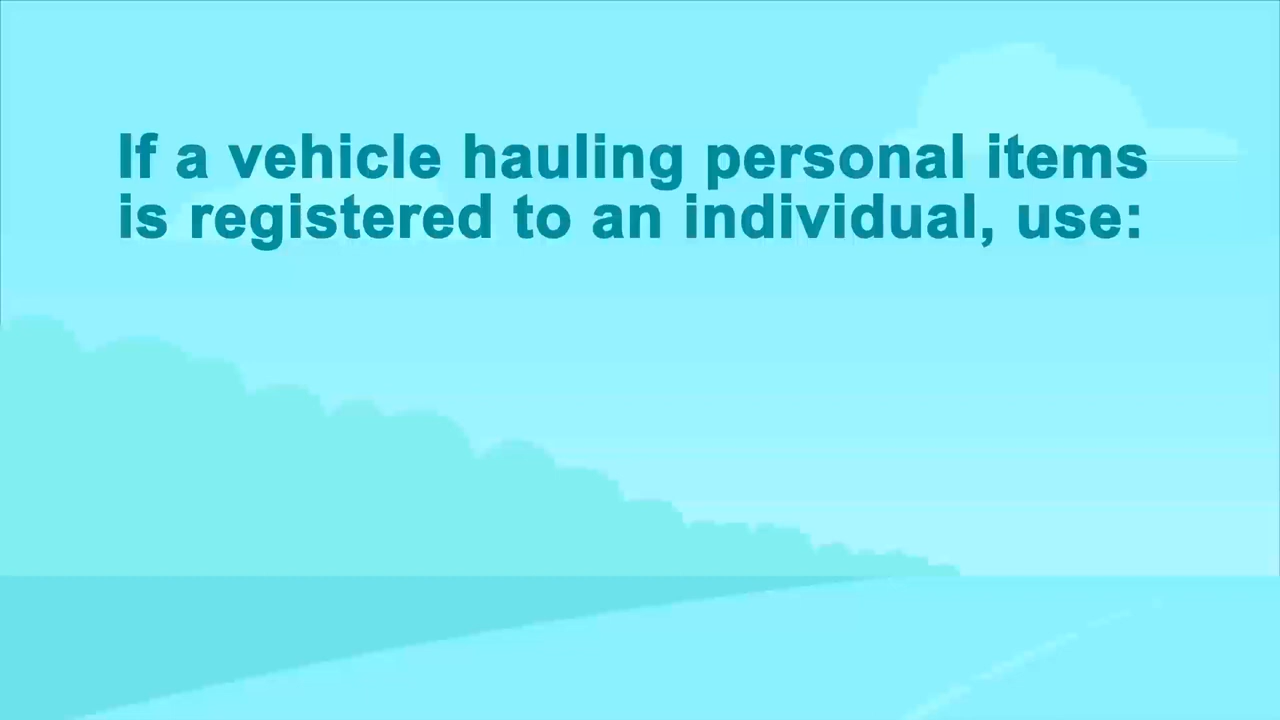 If a vehicle hauling personal items
is registered to an individual, use: